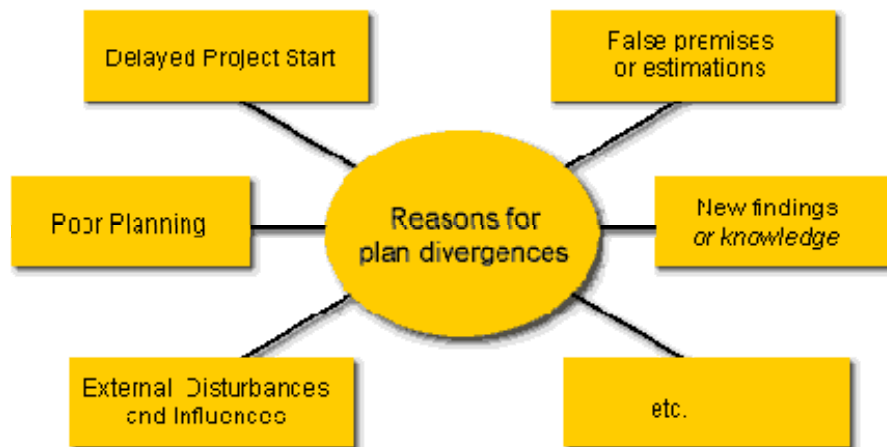 Delayed Project Start
False premises
or estimations
Poor Planning
Reasons for
plan divergences
New findings
or knowledge
External Disturbances
and Influences
etc.